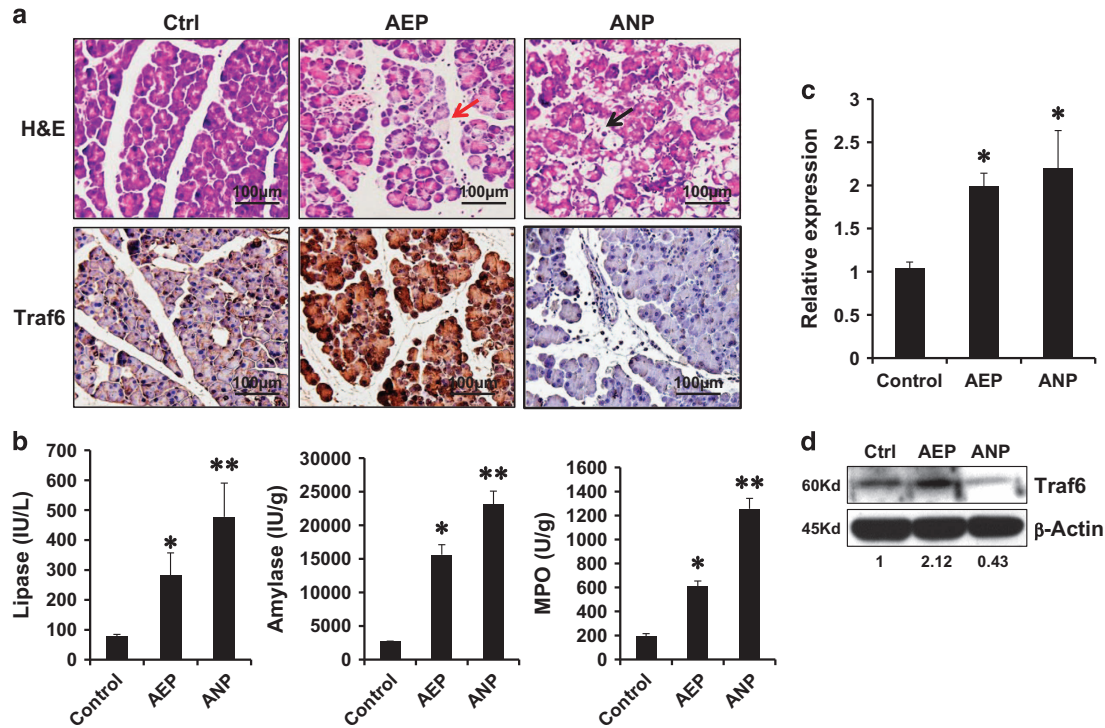 a
Ctrl AEP ANP
H&E
100µm 100µm 100µm
Traf6
100µm 100µm 100µm
b
Lipase (IU/L)
700
600
500
400
300
200
100
0
*
**
Control AEP ANP
Amylase (IU/g)
30000
25000
20000
15000
10000
5000
0
*
**
Control AEP ANP
MPO (U/g)
1600
1400
1200
1000
800
600
400
200
0
*
**
Control AEP ANP
c
Relative expression
3
2.5
2
1.5
1
0.5
0
*
*
Control AEP ANP
d
Ctrl AEP ANP
60Kd Traf6
45Kd β-Actin
1 2.12 0.43